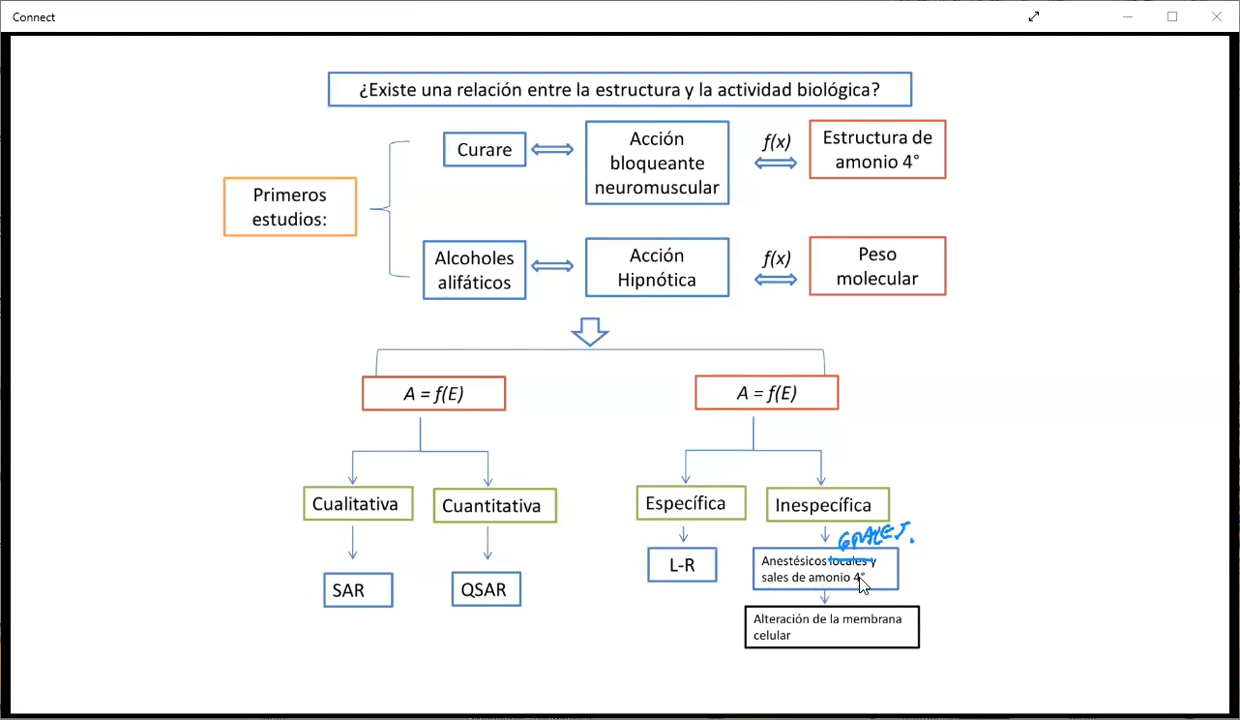 Connect
¿Existe una relación entre la estructura y la actividad biológica?
Primeros
estudios:
Curare
Acción
bloqueante
neuromuscular
f(x)
Estructura de
amonio 4°
Alcoholes
alifáticos
Acción
Hipnótica
f(x)
Peso
molecular
A = f(E)
A = f(E)
Cualitativa
Cuantitativa
Específica
Inespecífica
SAR
QSAR
L-R
GRALES.
Anestésicos locales y
sales de amonio 4°
Alteración de la membrana
celular